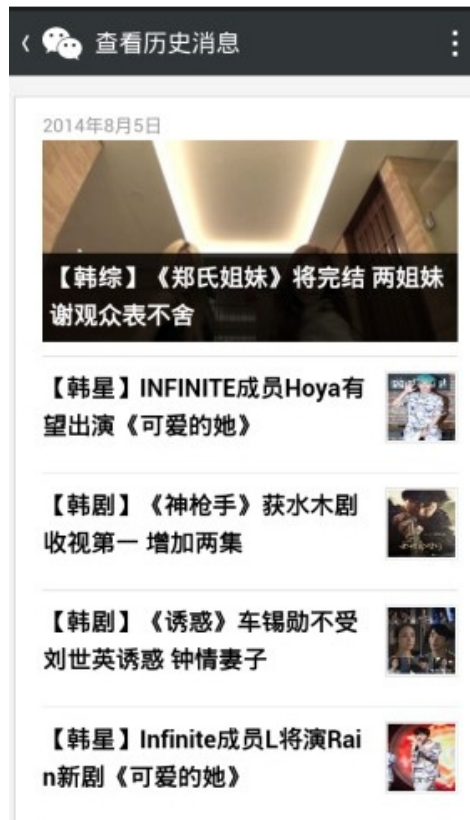 查看历史消息
2014年8月5日
【韩综】《郑氏姐妹》将完结 两姐妹
谢观众表不舍
【韩星】INFINITE成员Hoya有
望出演《可爱的她》
【韩剧】《神枪手》获水木剧
收视第一 增加两集
【韩剧】《诱惑》车锡勋不受
刘世英诱惑 钟情妻子
【韩星】Infinite成员L将演Rai
n新剧《可爱的她》